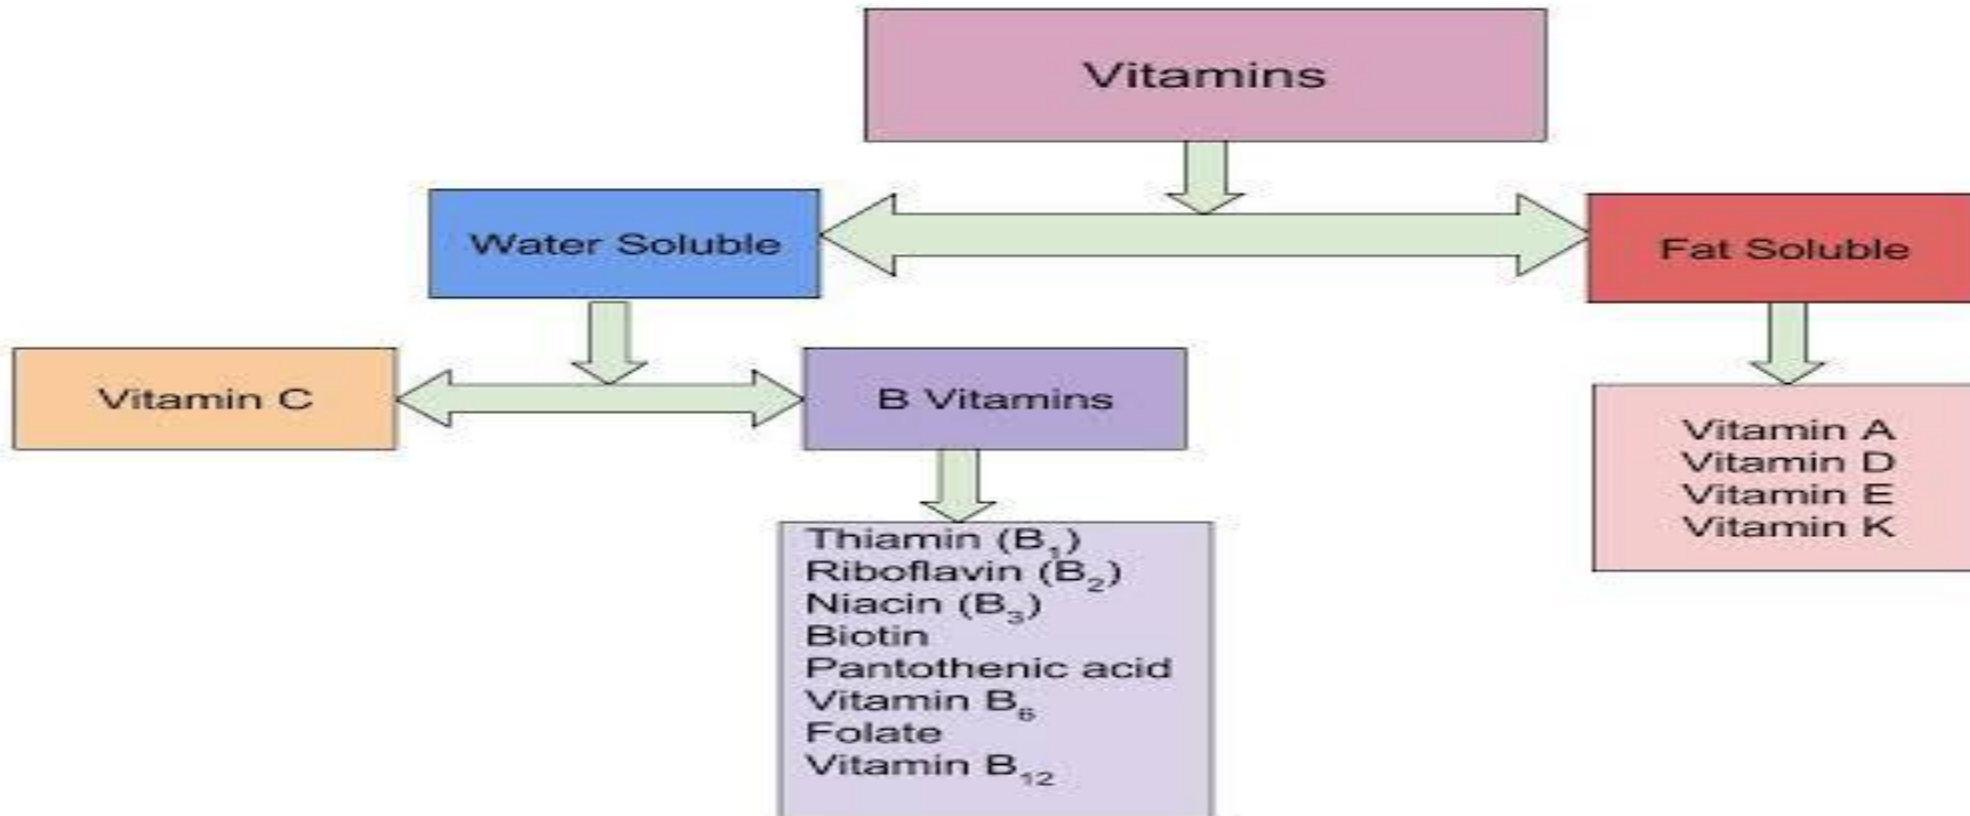 Vitamins
Water Soluble
Fat Soluble
Vitamin C
B Vitamins
Vitamin A
Vitamin D
Vitamin E
Vitamin K
Thiamin (B₁)
Riboflavin (B₂)
Niacin (B₃)
Biotin
Pantothenic acid
Vitamin B₆
Folate
Vitamin B₁₂